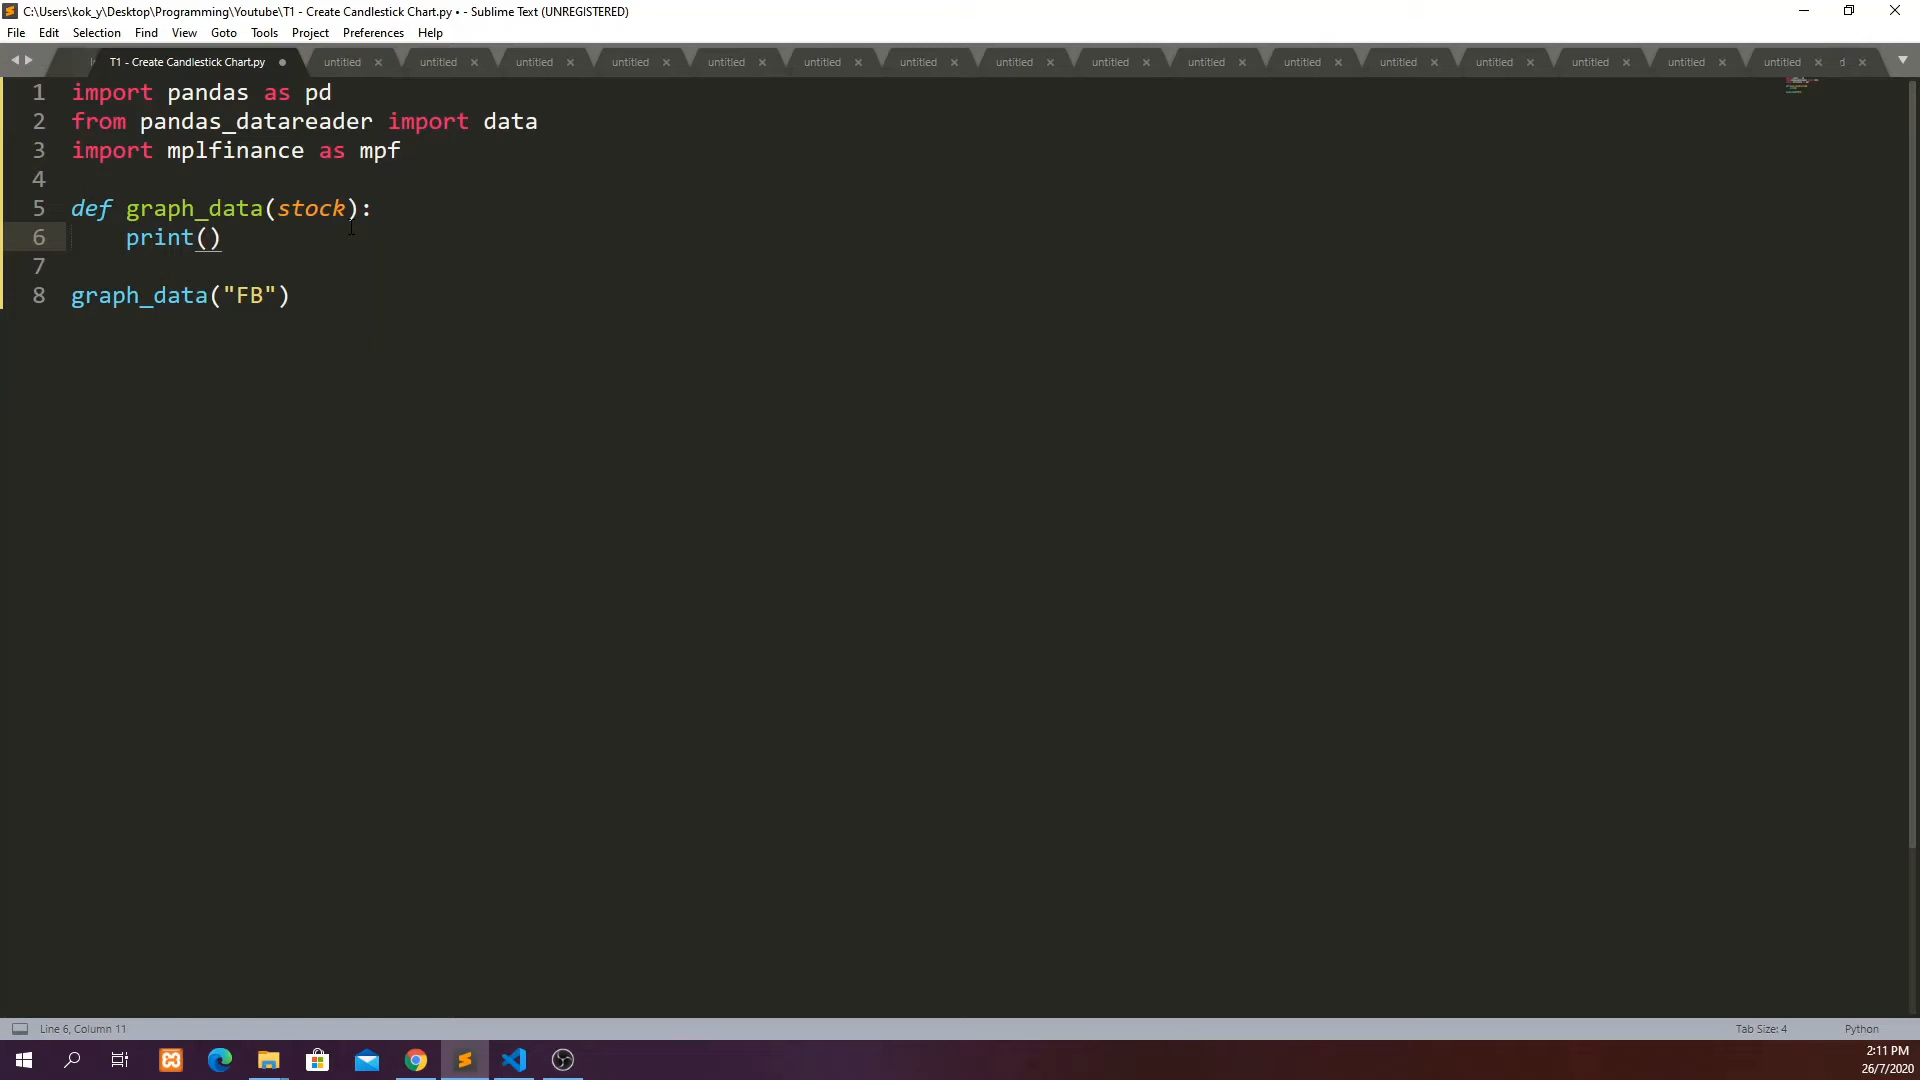 C:\Users\kok_y\Desktop\Programming\Youtube\T1 - Create Candlestick Chart.py • - Sublime Text (UNREGISTERED)
File Edit Selection Find View Goto Tools Project Preferences Help
T1 - Create Candlestick Chart.py untitled untitled untitled untitled untitled untitled untitled untitled untitled untitled untitled untitled untitled untitled untitled untitled d
1 import pandas as pd
2 from pandas_datareader import data
3 import mplfinance as mpf
4
5 def graph_data(stock):
6 print()
7
8 graph_data("FB")
Line 6, Column 11 Tab Size: 4 Python
2:11 PM
26/7/2020